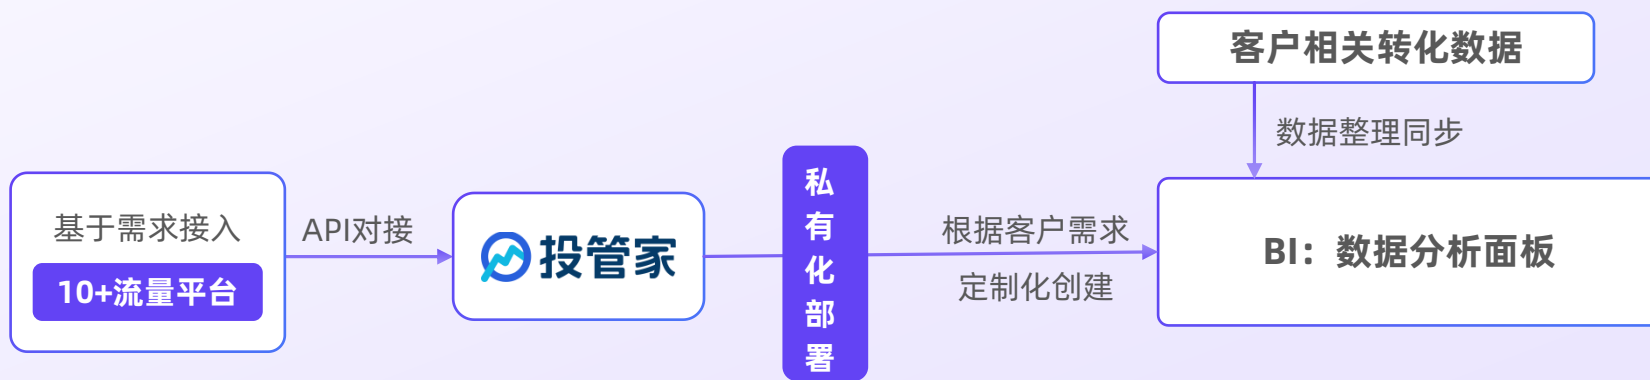 客户相关转化数据
数据整理同步
基于需求接入
10+流量平台
API对接
投管家
私
有
化
部
署
根据客户需求
定制化创建
BI：数据分析面板